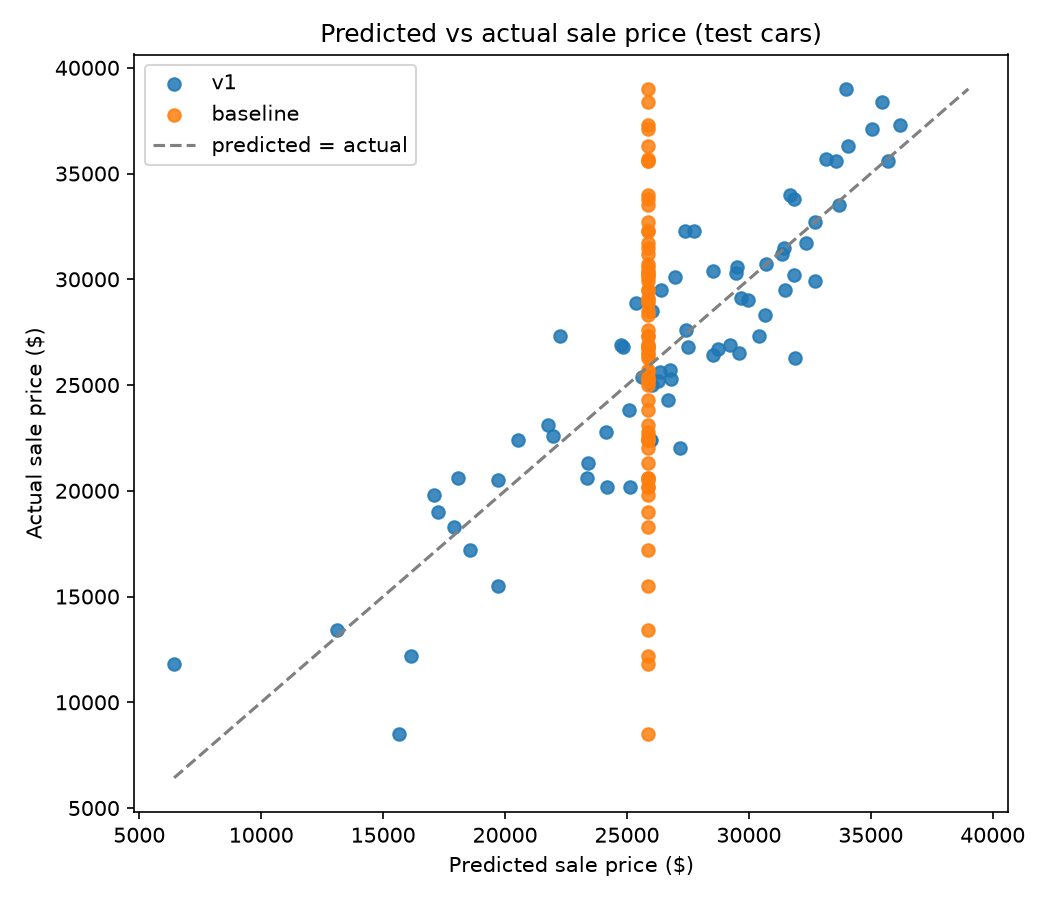 Predicted vs actual sale price (test cars)
v1
baseline
predicted = actual
40000
35000
30000
25000
20000
15000
10000
5000
Actual sale price ($)
5000 10000 15000 20000 25000 30000 35000 40000
Predicted sale price ($)